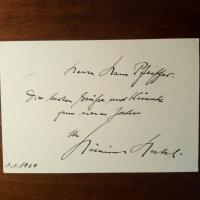 Herrn Hans Pfeiffer.
Die besten Grüße und Wünsche
zum neuen Jahr
Ihr
1.1.1960